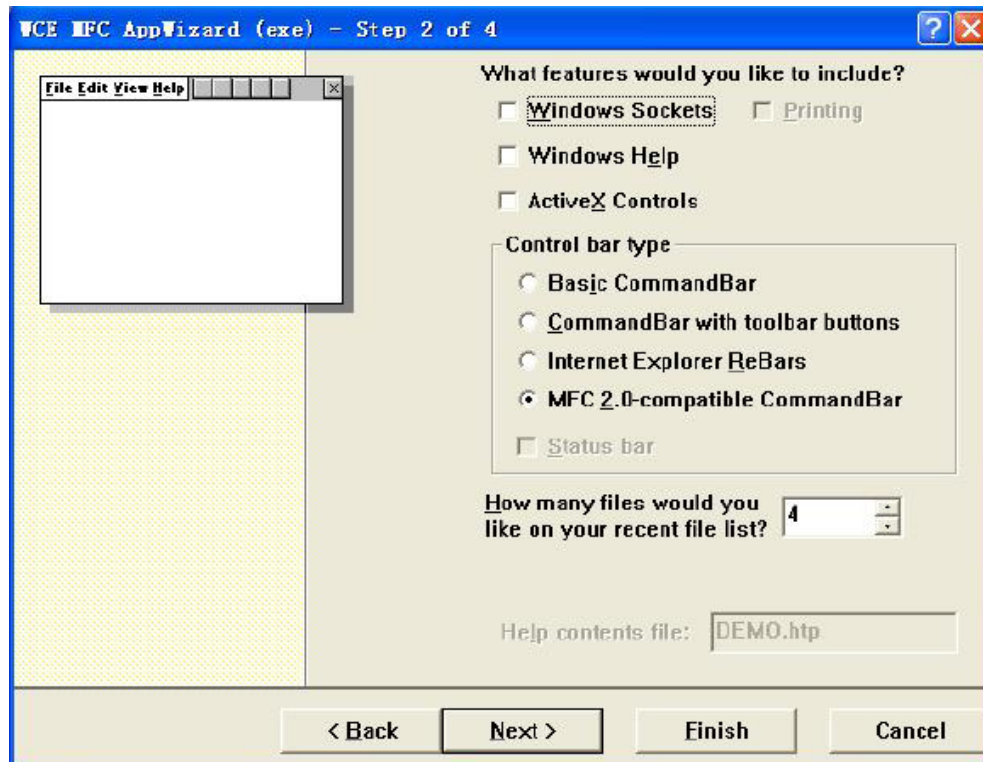 WCE MFC AppWizard (exe) - Step 2 of 4
File Edit View Help
What features would you like to include?
Windows Sockets
Printing
Windows Help
ActiveX Controls
Control bar type
Basic CommandBar
CommandBar with toolbar buttons
Internet Explorer ReBars
MFC 2.0-compatible CommandBar
Status bar
How many files would you
like on your recent file list?
4
Help contents file:
DEMO.htp
< Back
Next >
Finish
Cancel